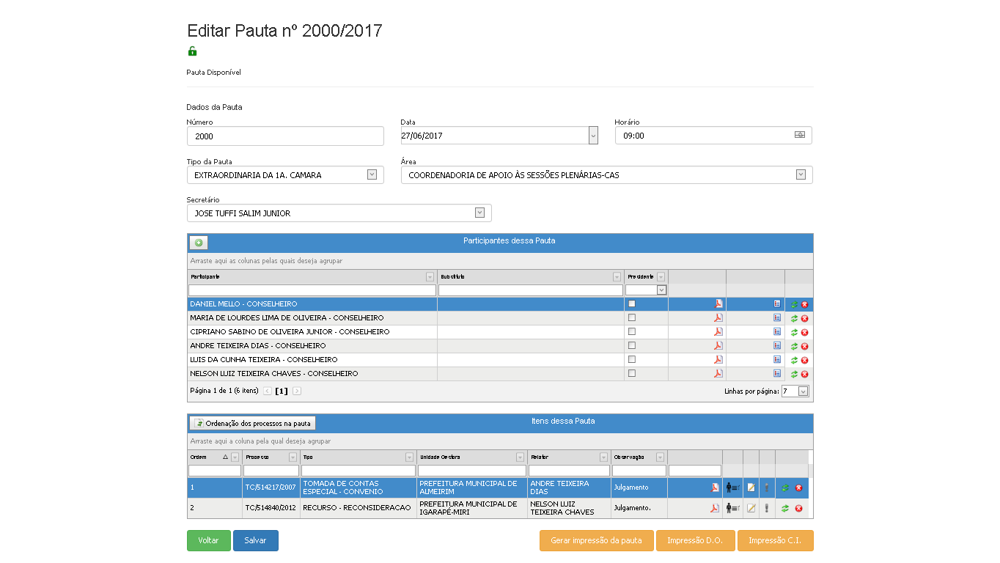 Editar Pauta nº 2000/2017
Pauta Disponível
Dados da Pauta
Número Data Horário
2000 27/06/2017 09:00
Tipo da Pauta Área
EXTRAORDINARIA DA 1A. CAMARA COORDENADORIA DE APOIO ÀS SESSÕES PLENÁRIAS-CAS
Secretário
JOSE TUFFI SALIM JUNIOR
Participantes dessa Pauta
Arraste aqui as colunas pelas quais deseja agrupar
Participante Substituto Presidente
DANIEL MELLO - CONSELHEIRO
MARIA DE LOURDES LIMA DE OLIVEIRA - CONSELHEIRO
CIPRIANO SABINO DE OLIVEIRA JUNIOR - CONSELHEIRO
ANDRE TEIXEIRA DIAS - CONSELHEIRO
LUIS DA CUNHA TEIXEIRA - CONSELHEIRO
NELSON LUIZ TEIXEIRA CHAVES - CONSELHEIRO
Página 1 de 1 (6 itens) [1] Linhas por página: 7
Ordenação dos processos na pauta Itens dessa Pauta
Arraste aqui a coluna pela qual deseja agrupar
Ordem Processo Tipo Unidade Gestora Relator Observação
1 TC/514217/2007 TOMADA DE CONTAS ESPECIAL - CONVENIO PREFEITURA MUNICIPAL DE ALMEIRIM ANDRE TEIXEIRA DIAS Julgamento
2 TC/514840/2012 RECURSO - RECONSIDERACAO PREFEITURA MUNICIPAL DE IGARAPÉ-MIRI NELSON LUIZ TEIXEIRA CHAVES Julgamento.
Voltar Salvar Gerar impressão da pauta Impressão D.O. Impressão C.I.